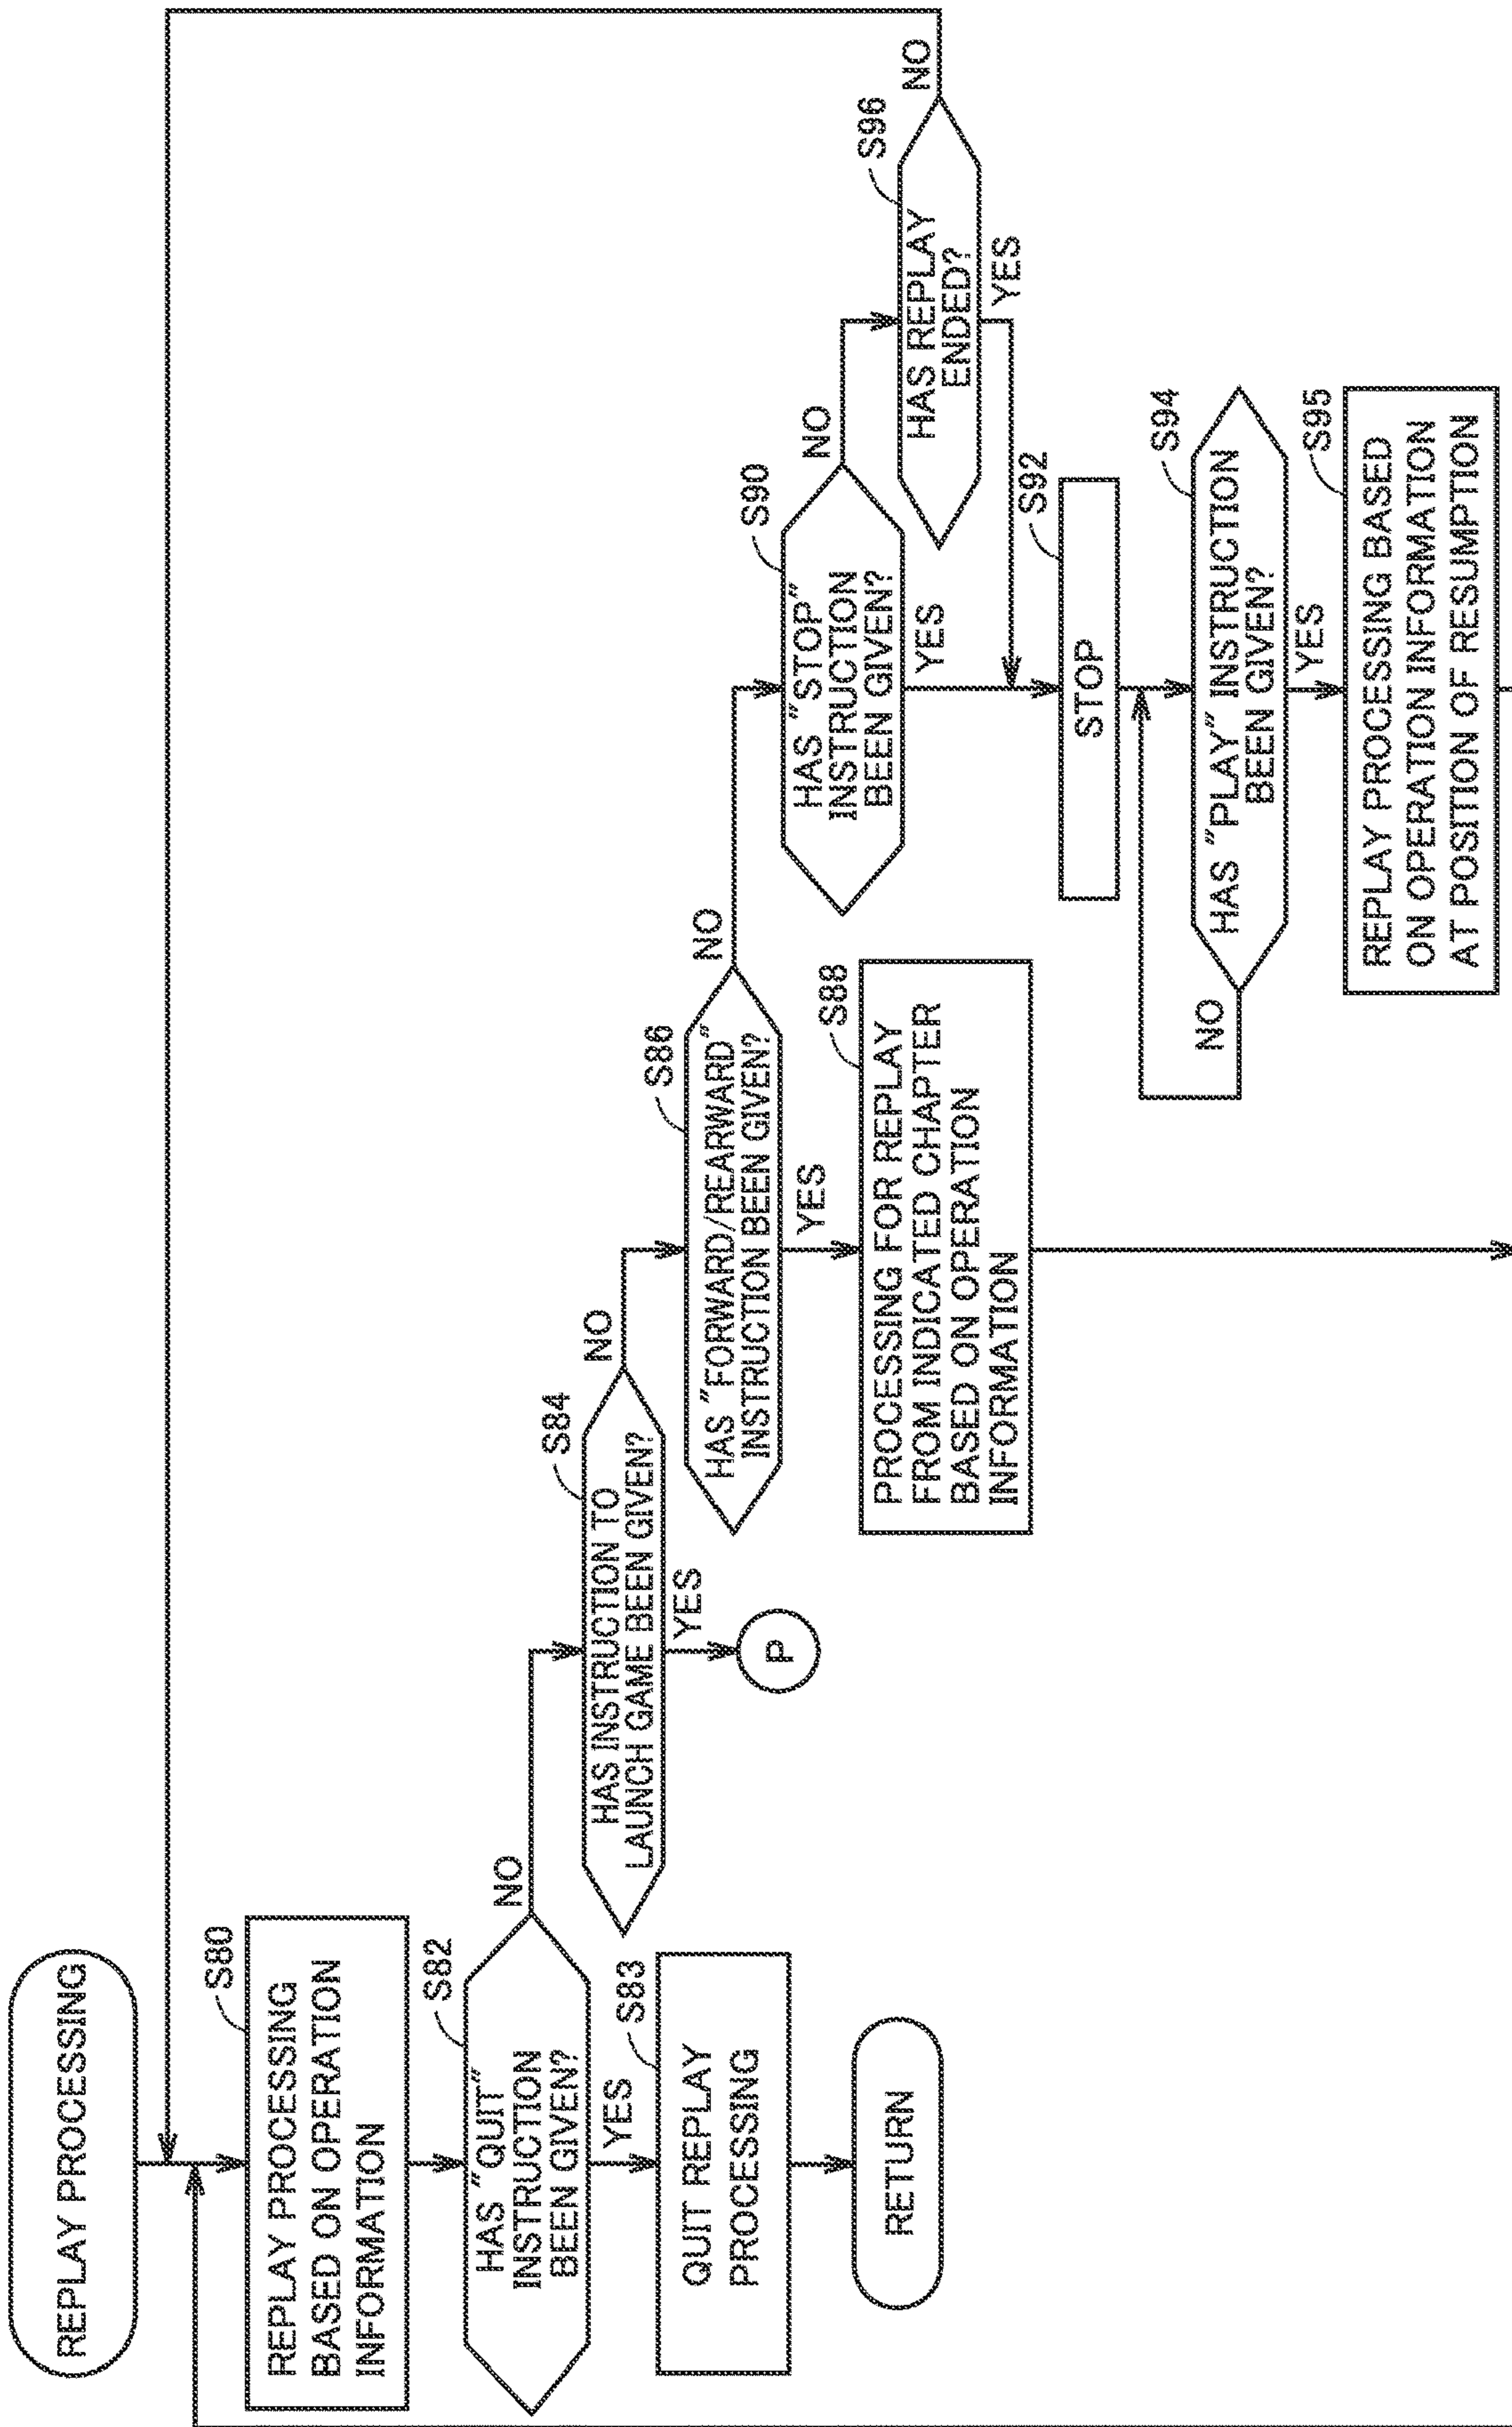 REPLAY PROCESSING
S80
REPLAY PROCESSING
BASED ON OPERATION
INFORMATION
S82
HAS "QUIT"
INSTRUCTION
BEEN GIVEN?
NO
YES
S83
QUIT REPLAY
PROCESSING
RETURN
S84
HAS INSTRUCTION TO
LAUNCH GAME BEEN GIVEN?
NO
YES
P
S86
HAS "FORWARD/REARWARD"
INSTRUCTION BEEN GIVEN?
NO
YES
S88
PROCESSING FOR REPLAY
FROM INDICATED CHAPTER
BASED ON OPERATION
INFORMATION
S90
HAS "STOP"
INSTRUCTION
BEEN GIVEN?
NO
YES
S96
HAS REPLAY
ENDED?
NO
YES
S92
STOP
S94
HAS "PLAY" INSTRUCTION
BEEN GIVEN?
NO
YES
S95
REPLAY PROCESSING BASED
ON OPERATION INFORMATION
AT POSITION OF RESUMPTION